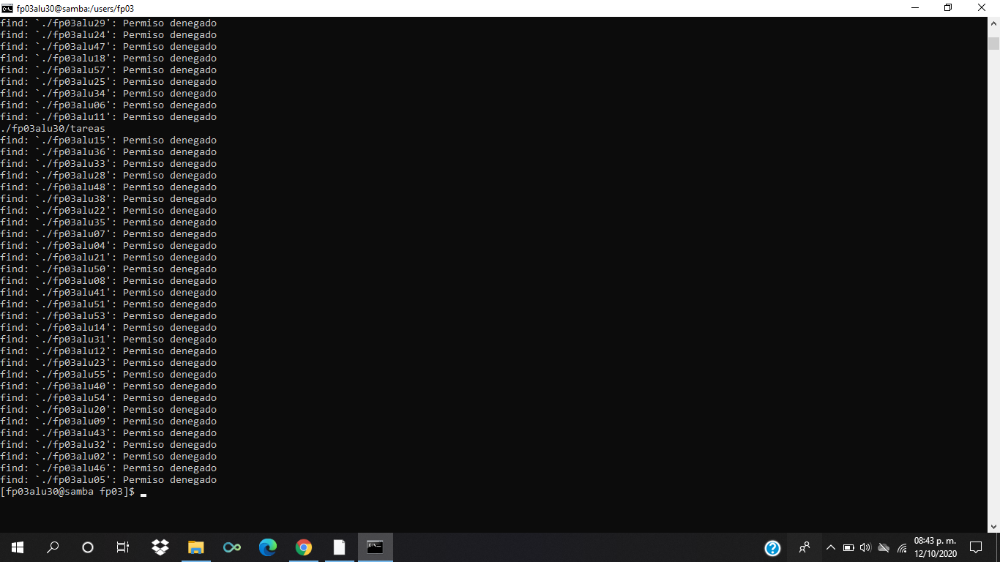 fp03alu30@samba:/users/fp03
find: `./fp03alu29': Permiso denegado
find: `./fp03alu24': Permiso denegado
find: `./fp03alu47': Permiso denegado
find: `./fp03alu18': Permiso denegado
find: `./fp03alu57': Permiso denegado
find: `./fp03alu25': Permiso denegado
find: `./fp03alu34': Permiso denegado
find: `./fp03alu06': Permiso denegado
find: `./fp03alu11': Permiso denegado
./fp03alu30/tareas
find: `./fp03alu15': Permiso denegado
find: `./fp03alu36': Permiso denegado
find: `./fp03alu33': Permiso denegado
find: `./fp03alu28': Permiso denegado
find: `./fp03alu48': Permiso denegado
find: `./fp03alu38': Permiso denegado
find: `./fp03alu22': Permiso denegado
find: `./fp03alu35': Permiso denegado
find: `./fp03alu07': Permiso denegado
find: `./fp03alu04': Permiso denegado
find: `./fp03alu21': Permiso denegado
find: `./fp03alu50': Permiso denegado
find: `./fp03alu08': Permiso denegado
find: `./fp03alu41': Permiso denegado
find: `./fp03alu51': Permiso denegado
find: `./fp03alu53': Permiso denegado
find: `./fp03alu14': Permiso denegado
find: `./fp03alu31': Permiso denegado
find: `./fp03alu12': Permiso denegado
find: `./fp03alu23': Permiso denegado
find: `./fp03alu55': Permiso denegado
find: `./fp03alu40': Permiso denegado
find: `./fp03alu54': Permiso denegado
find: `./fp03alu20': Permiso denegado
find: `./fp03alu09': Permiso denegado
find: `./fp03alu43': Permiso denegado
find: `./fp03alu32': Permiso denegado
find: `./fp03alu02': Permiso denegado
find: `./fp03alu46': Permiso denegado
find: `./fp03alu05': Permiso denegado
[fp03alu30@samba fp03]$
08:43 p. m.
12/10/2020